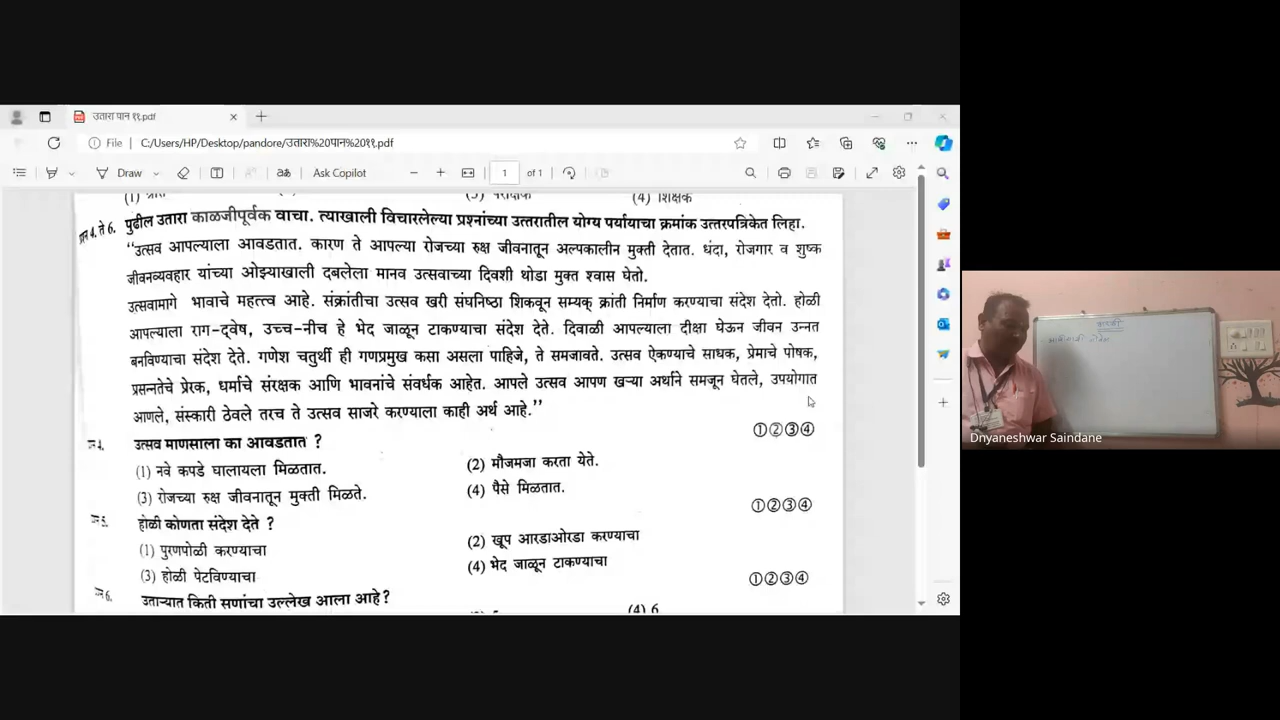 उतारा पान ११.pdf
File C:/Users/HP/Desktop/pandore/उतारा%20पान%20११.pdf
Draw Ask Copilot 1 of 1
(4) शिक्षक
पुढील उतारा काळजीपूर्वक वाचा. त्याखाली विचारलेल्या प्रश्नांच्या उत्तरातील योग्य पर्यायाचा क्रमांक उत्तरपत्रिकेत लिहा.
"उत्सव आपल्याला आवडतात. कारण ते आपल्या रोजच्या रुक्ष जीवनातून अल्पकालीन मुक्ती देतात. धंदा, रोजगार व शुष्क
जीवनव्यवहार यांच्या ओझ्याखाली दबलेला मानव उत्सवाच्या दिवशी थोडा मुक्त श्वास घेतो.
उत्सवामागे भावाचे महत्त्व आहे. संक्रांतीचा उत्सव खरी संघनिष्ठा शिकवून सम्यक् क्रांती निर्माण करण्याचा संदेश देतो. होळी
आपल्याला राग-द्वेष, उच्च-नीच हे भेद जाळून टाकण्याचा संदेश देते. दिवाळी आपल्याला दीक्षा घेऊन जीवन उन्नत
बनविण्याचा संदेश देते. गणेश चतुर्थी ही गणप्रमुख कसा असला पाहिजे, ते समजावते. उत्सव ऐकण्याचे साधक, प्रेमाचे पोषक,
प्रसन्नतेचे प्रेरक, धर्माचे संरक्षक आणि भावनांचे संवर्धक आहेत. आपले उत्सव आपण खऱ्या अर्थाने समजून घेतले, उपयोगात
आणले, संस्कारी ठेवले तरच ते उत्सव साजरे करण्याला काही अर्थ आहे."
①②③④
उत्सव माणसाला का आवडतात ?
(1) नवे कपडे घालायला मिळतात. (2) मौजमजा करता येते.
(3) रोजच्या रुक्ष जीवनातून मुक्ती मिळते. (4) पैसे मिळतात.
①②③④
होळी कोणता संदेश देते ?
(1) पुरणपोळी करण्याचा (2) खूप आरडाओरडा करण्याचा
(3) होळी पेटविण्याचा (4) भेद जाळून टाकण्याचा
①②③④
उताऱ्यात किती सणांचा उल्लेख आला आहे?
(4) 6
Dnyaneshwar Saindane